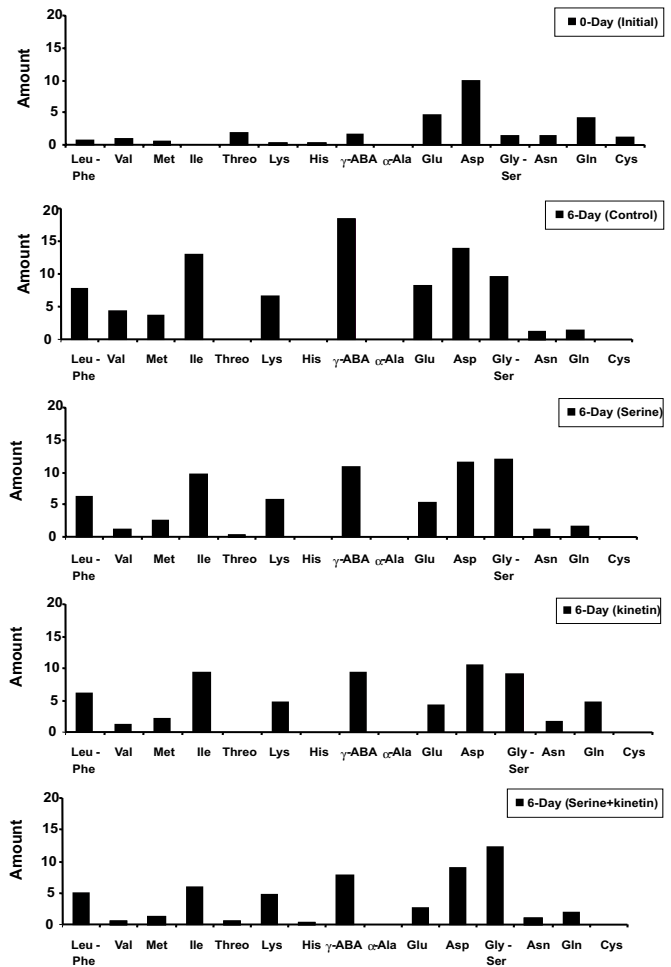 0-Day (Initial)
Amount
20
15
10
5
0
Leu - Val Met Ile Threo Lys His γ-ABA α-Ala Glu Asp Gly - Asn Gln Cys
Phe Ser
6-Day (Control)
Amount
20
15
10
5
0
Leu - Val Met Ile Threo Lys His γ-ABA α-Ala Glu Asp Gly - Asn Gln Cys
Phe Ser
6-Day (Serine)
Amount
20
15
10
5
0
Leu - Val Met Ile Threo Lys His γ-ABA α-Ala Glu Asp Gly - Asn Gln Cys
Phe Ser
6-Day (kinetin)
Amount
20
15
10
5
0
Leu - Val Met Ile Threo Lys His γ-ABA α-Ala Glu Asp Gly - Asn Gln Cys
Phe Ser
6-Day (Serine+kinetin)
Amount
20
15
10
5
0
Leu - Val Met Ile Threo Lys His γ-ABA α-Ala Glu Asp Gly - Asn Gln Cys
Phe Ser